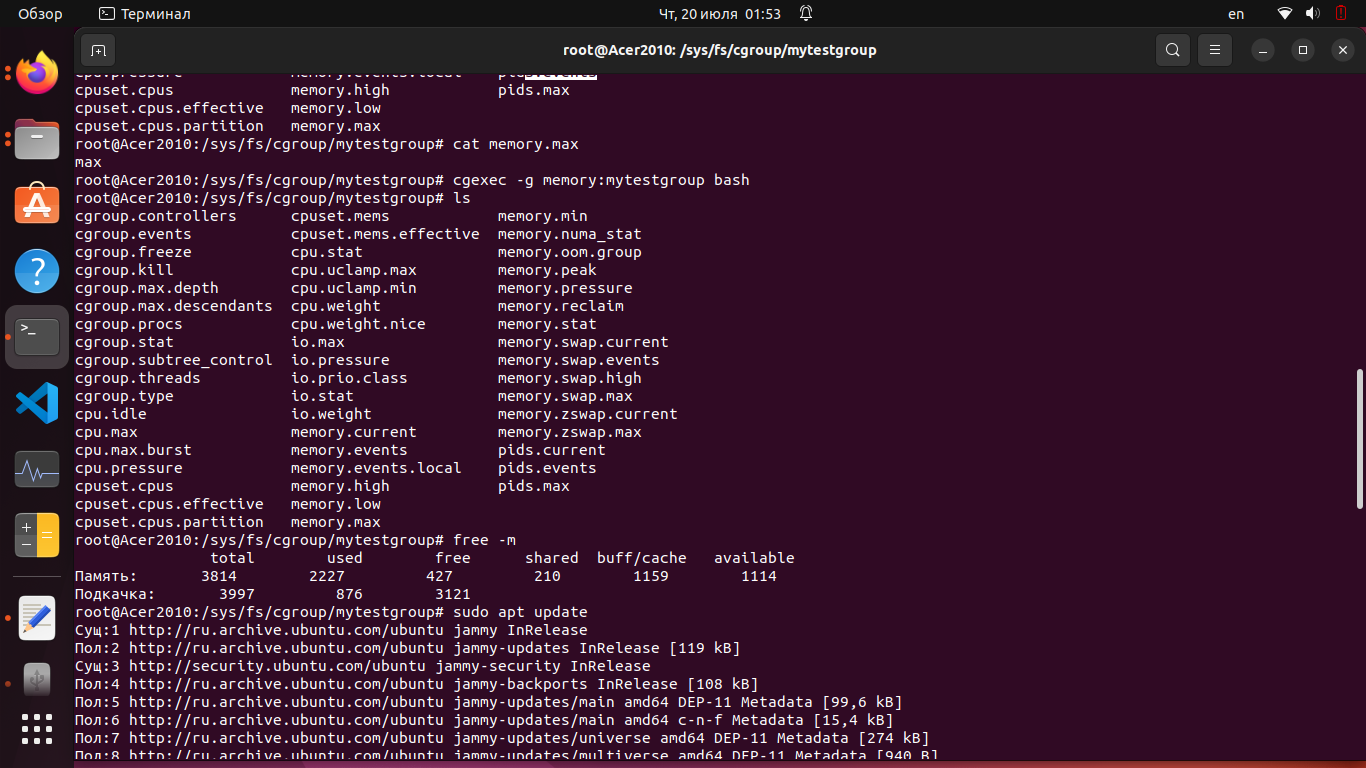 Обзор Терминал Чт, 20 июля 01:53 en
root@Acer2010: /sys/fs/cgroup/mytestgroup
cpu.pressure memory.events.local pids.events
cpuset.cpus memory.high pids.max
cpuset.cpus.effective memory.low
cpuset.cpus.partition memory.max
root@Acer2010:/sys/fs/cgroup/mytestgroup# cat memory.max
max
root@Acer2010:/sys/fs/cgroup/mytestgroup# cgexec -g memory:mytestgroup bash
root@Acer2010:/sys/fs/cgroup/mytestgroup# ls
cgroup.controllers cpuset.mems memory.min
cgroup.events cpuset.mems.effective memory.numa_stat
cgroup.freeze cpu.stat memory.oom.group
cgroup.kill cpu.uclamp.max memory.peak
cgroup.max.depth cpu.uclamp.min memory.pressure
cgroup.max.descendants cpu.weight memory.reclaim
cgroup.procs cpu.weight.nice memory.stat
cgroup.stat io.max memory.swap.current
cgroup.subtree_control io.pressure memory.swap.events
cgroup.threads io.prio.class memory.swap.high
cgroup.type io.stat memory.swap.max
cpu.idle io.weight memory.zswap.current
cpu.max memory.current memory.zswap.max
cpu.max.burst memory.events pids.current
cpu.pressure memory.events.local pids.events
cpuset.cpus memory.high pids.max
cpuset.cpus.effective memory.low
cpuset.cpus.partition memory.max
root@Acer2010:/sys/fs/cgroup/mytestgroup# free -m
total used free shared buff/cache available
Память: 3814 2227 427 210 1159 1114
Подкачка: 3997 876 3121
root@Acer2010:/sys/fs/cgroup/mytestgroup# sudo apt update
Сущ:1 http://ru.archive.ubuntu.com/ubuntu jammy InRelease
Пол:2 http://ru.archive.ubuntu.com/ubuntu jammy-updates InRelease [119 kB]
Сущ:3 http://security.ubuntu.com/ubuntu jammy-security InRelease
Пол:4 http://ru.archive.ubuntu.com/ubuntu jammy-backports InRelease [108 kB]
Пол:5 http://ru.archive.ubuntu.com/ubuntu jammy-updates/main amd64 DEP-11 Metadata [99,6 kB]
Пол:6 http://ru.archive.ubuntu.com/ubuntu jammy-updates/main amd64 c-n-f Metadata [15,4 kB]
Пол:7 http://ru.archive.ubuntu.com/ubuntu jammy-updates/universe amd64 DEP-11 Metadata [274 kB]
Пол:8 http://ru.archive.ubuntu.com/ubuntu jammy-updates/multiverse amd64 DEP-11 Metadata [940 B]